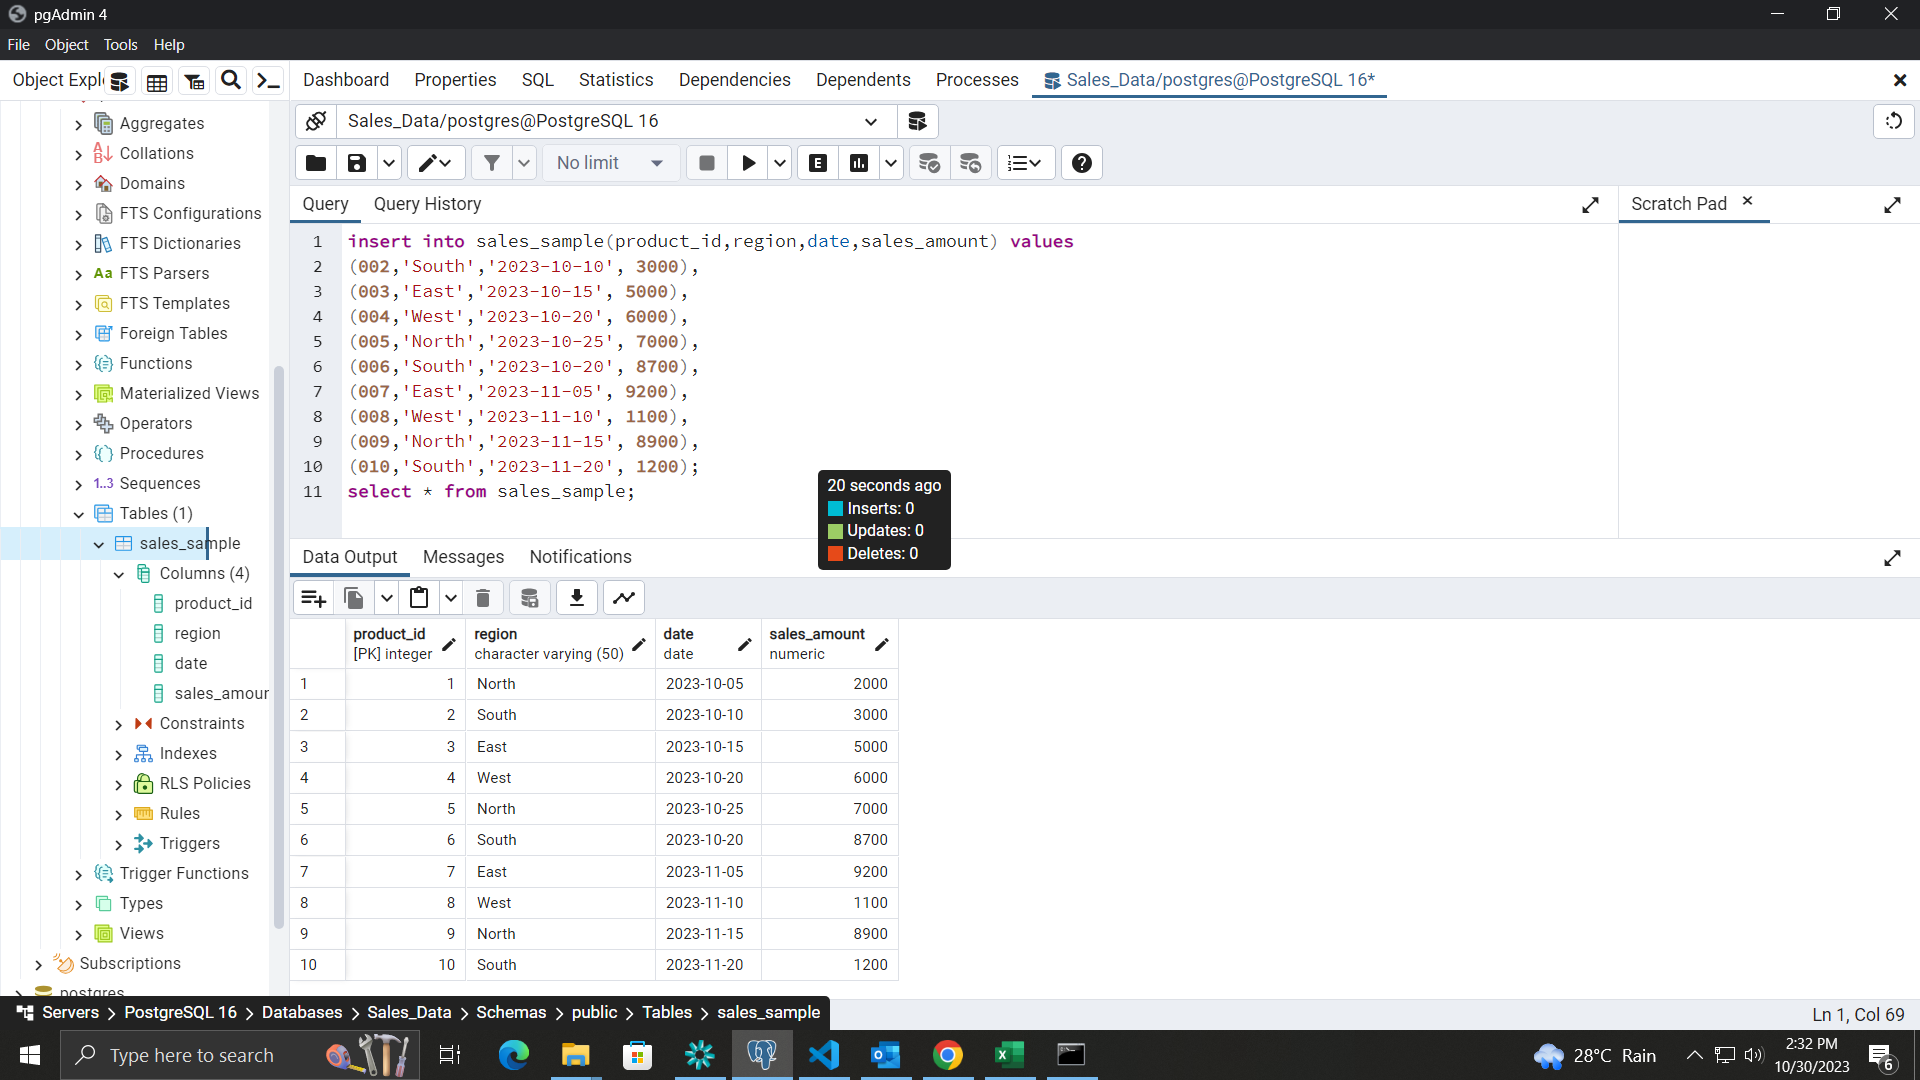 pgAdmin 4
File Object Tools Help
Object Explo
Dashboard Properties SQL Statistics Dependencies Dependents Processes Sales_Data/postgres@PostgreSQL 16*
Aggregates
Collations
Domains
FTS Configurations
FTS Dictionaries
Aa FTS Parsers
FTS Templates
Foreign Tables
Functions
Materialized Views
Operators
Procedures
1..3 Sequences
Tables (1)
sales_sample
Columns (4)
product_id
region
date
sales_amour
Constraints
Indexes
RLS Policies
Rules
Triggers
Trigger Functions
Types
Views
Subscriptions
postgres
Sales_Data/postgres@PostgreSQL 16
No limit
E
Query Query History
Scratch Pad
1 insert into sales_sample(product_id,region,date,sales_amount) values
2 (002,'South','2023-10-10', 3000),
3 (003,'East','2023-10-15', 5000),
4 (004,'West','2023-10-20', 6000),
5 (005,'North','2023-10-25', 7000),
6 (006,'South','2023-10-20', 8700),
7 (007,'East','2023-11-05', 9200),
8 (008,'West','2023-11-10', 1100),
9 (009,'North','2023-11-15', 8900),
10 (010,'South','2023-11-20', 1200);
11 select * from sales_sample;
20 seconds ago
Inserts: 0
Updates: 0
Deletes: 0
Data Output Messages Notifications
product_id region date sales_amount
[PK] integer character varying (50) date numeric
1 1 North 2023-10-05 2000
2 2 South 2023-10-10 3000
3 3 East 2023-10-15 5000
4 4 West 2023-10-20 6000
5 5 North 2023-10-25 7000
6 6 South 2023-10-20 8700
7 7 East 2023-11-05 9200
8 8 West 2023-11-10 1100
9 9 North 2023-11-15 8900
10 10 South 2023-11-20 1200
Servers > PostgreSQL 16 > Databases > Sales_Data > Schemas > public > Tables > sales_sample
Ln 1, Col 69
Type here to search
28°C Rain
2:32 PM
10/30/2023
6